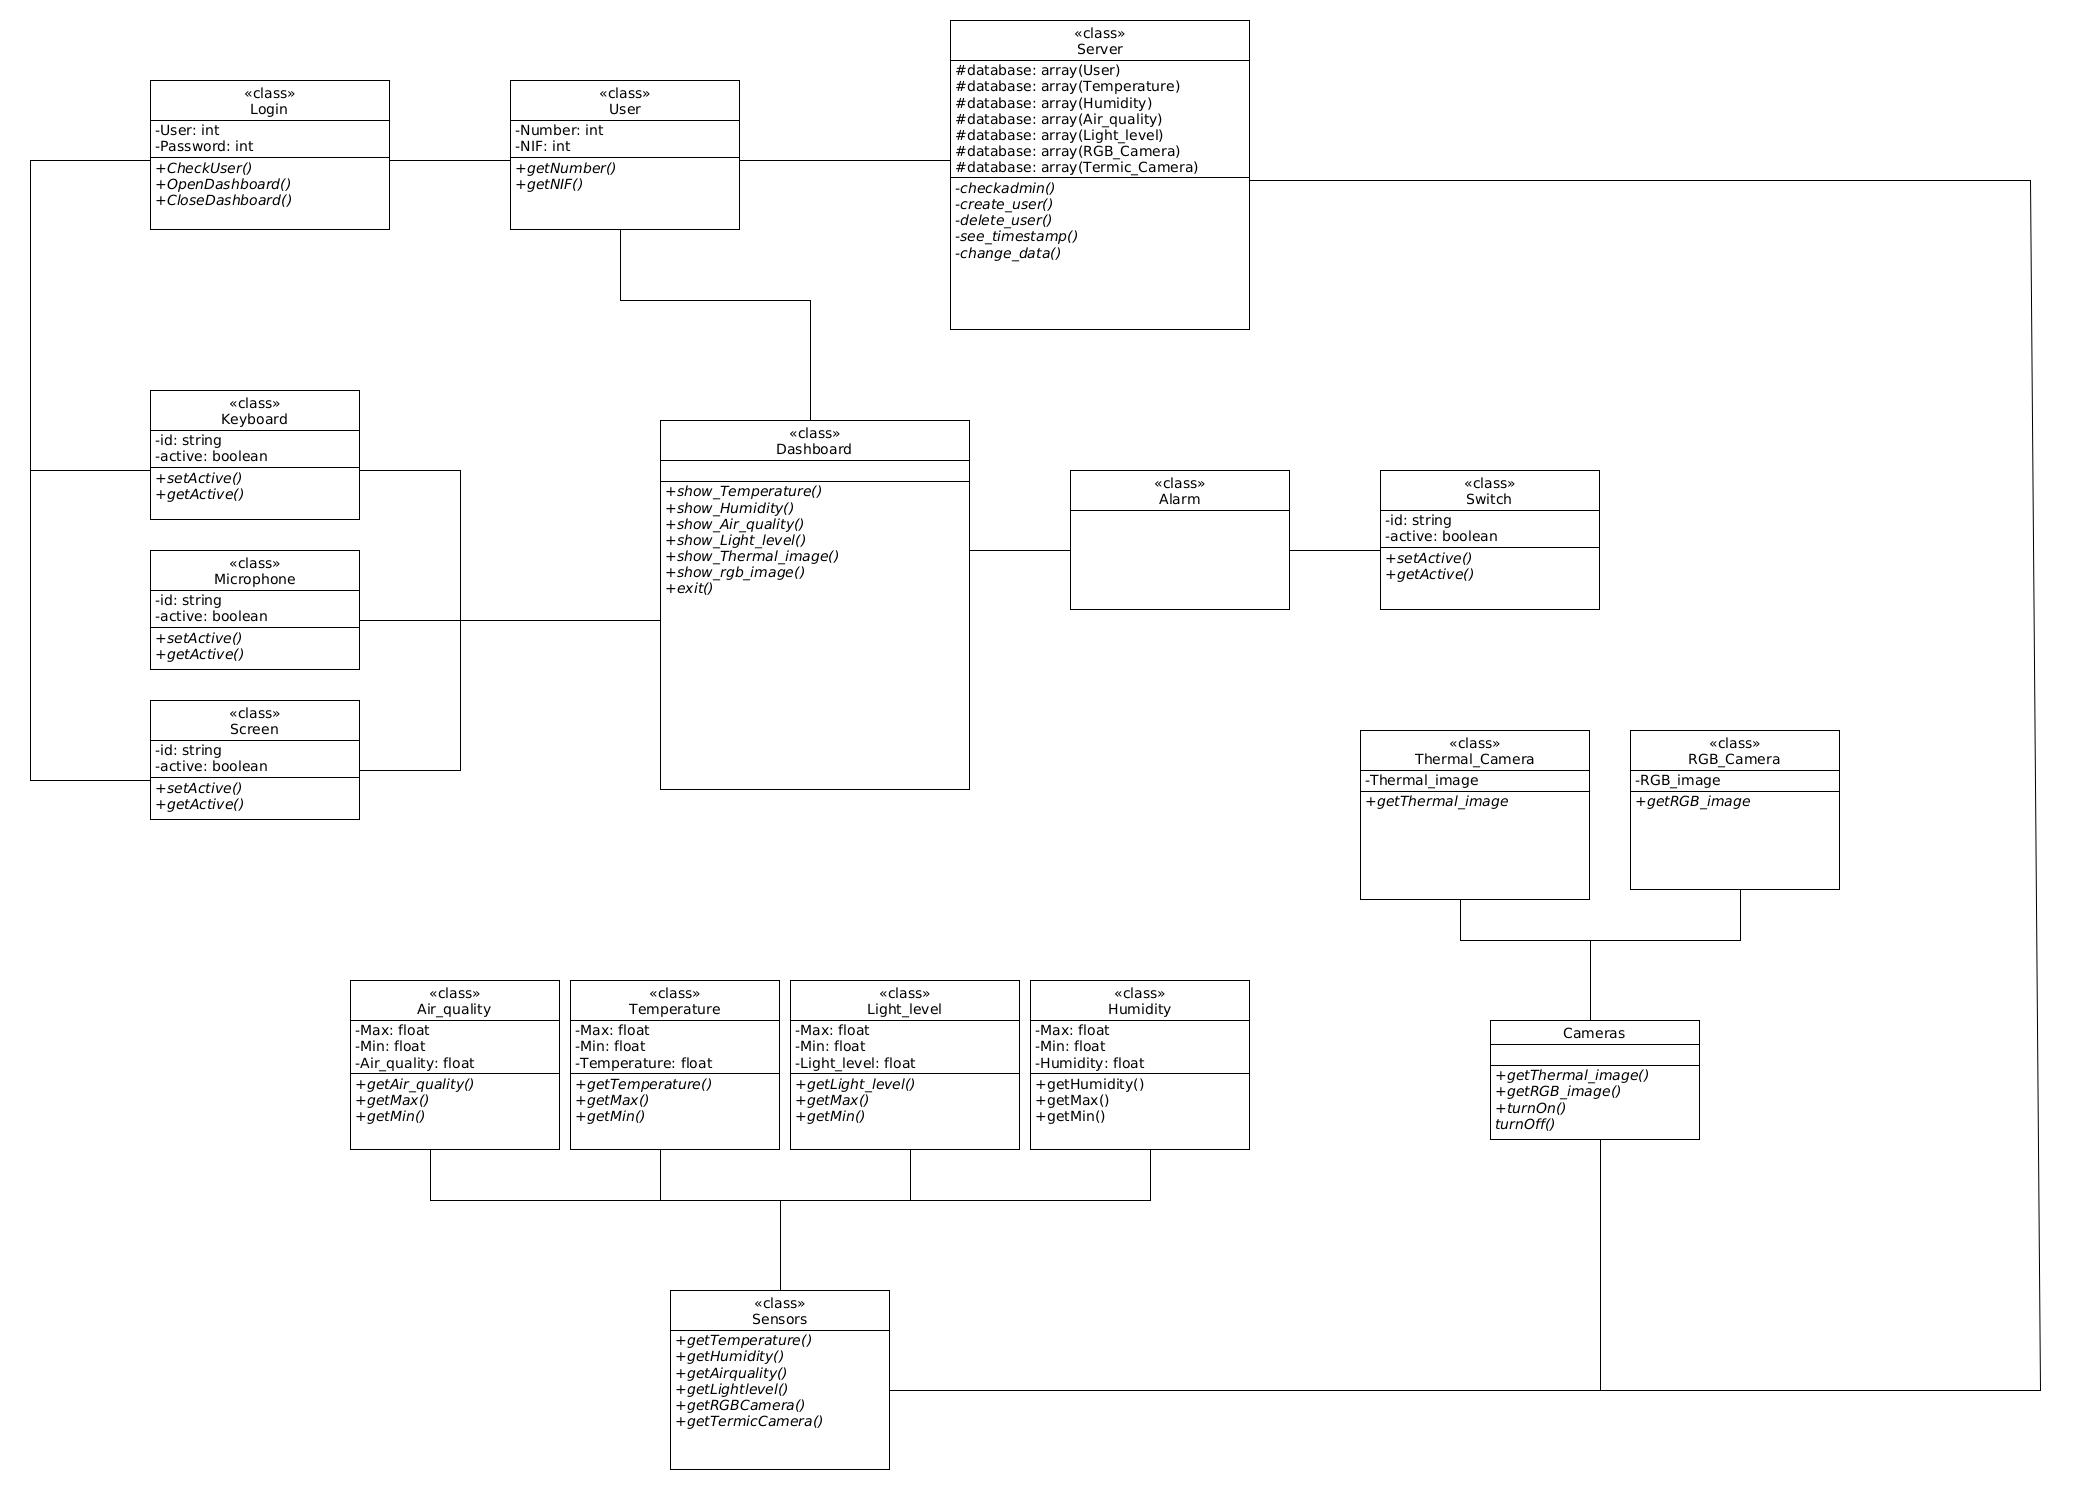 «class»
Server
#database: array(User)
#database: array(Temperature)
#database: array(Humidity)
#database: array(Air_quality)
#database: array(Light_level)
#database: array(RGB_Camera)
#database: array(Termic_Camera)
-checkadmin()
-create_user()
-delete_user()
-see_timestamp()
-change_data()
«class»
Login
-User: int
-Password: int
+CheckUser()
+OpenDashboard()
+CloseDashboard()
«class»
User
-Number: int
-NIF: int
+getNumber()
+getNIF()
«class»
Keyboard
-id: string
-active: boolean
+setActive()
+getActive()
«class»
Microphone
-id: string
-active: boolean
+setActive()
+getActive()
«class»
Screen
-id: string
-active: boolean
+setActive()
+getActive()
«class»
Dashboard
+show_Temperature()
+show_Humidity()
+show_Air_quality()
+show_Light_level()
+show_Thermal_image()
+show_rgb_image()
+exit()
«class»
Alarm
«class»
Switch
-id: string
-active: boolean
+setActive()
+getActive()
«class»
Thermal_Camera
-Thermal_image
+getThermal_image
«class»
RGB_Camera
-RGB_image
+getRGB_image
«class»
Air_quality
-Max: float
-Min: float
-Air_quality: float
+getAir_quality()
+getMax()
+getMin()
«class»
Temperature
-Max: float
-Min: float
-Temperature: float
+getTemperature()
+getMax()
+getMin()
«class»
Light_level
-Max: float
-Min: float
-Light_level: float
+getLight_level()
+getMax()
+getMin()
«class»
Humidity
-Max: float
-Min: float
-Humidity: float
+getHumidity()
+getMax()
+getMin()
Cameras
+getThermal_image()
+getRGB_image()
+turnOn()
turnOff()
«class»
Sensors
+getTemperature()
+getHumidity()
+getAirquality()
+getLightlevel()
+getRGBCamera()
+getTermicCamera()